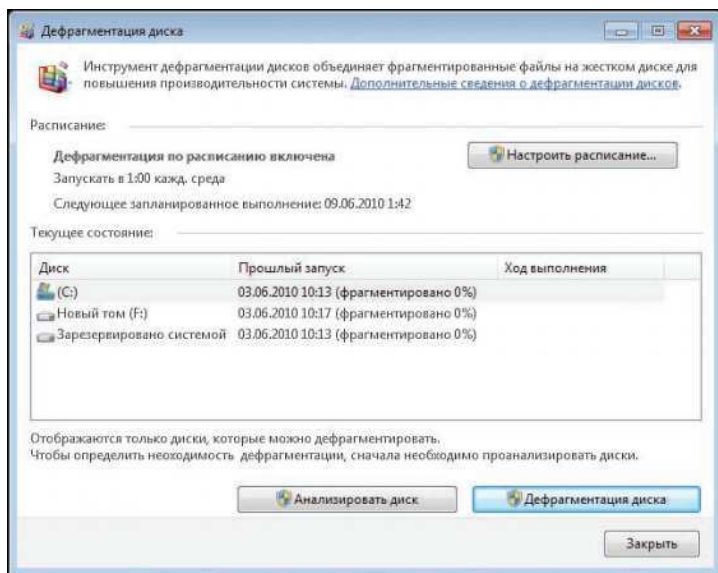 Дефрагментация диска
Инструмент дефрагментации дисков объединяет фрагментированные файлы на жестком диске для
повышения производительности системы. Дополнительные сведения о дефрагментации дисков.
Расписание:
Дефрагментация по расписанию включена
Настроить расписание...
Запускать в 1:00 кажд. среда
Следующее запланированное выполнение: 09.06.2010 1:42
Текущее состояние:
Диск Прошлый запуск Ход выполнения
(C:) 03.06.2010 10:13 (фрагментировано 0%)
Новый том (F:) 03.06.2010 10:17 (фрагментировано 0%)
Зарезервировано системой 03.06.2010 10:13 (фрагментировано 0%)
Отображаются только диски, которые можно дефрагментировать.
Чтобы определить неоходимость дефрагментации, сначала необходимо проанализировать диски.
Анализировать диск Дефрагментация диска
Закрыть